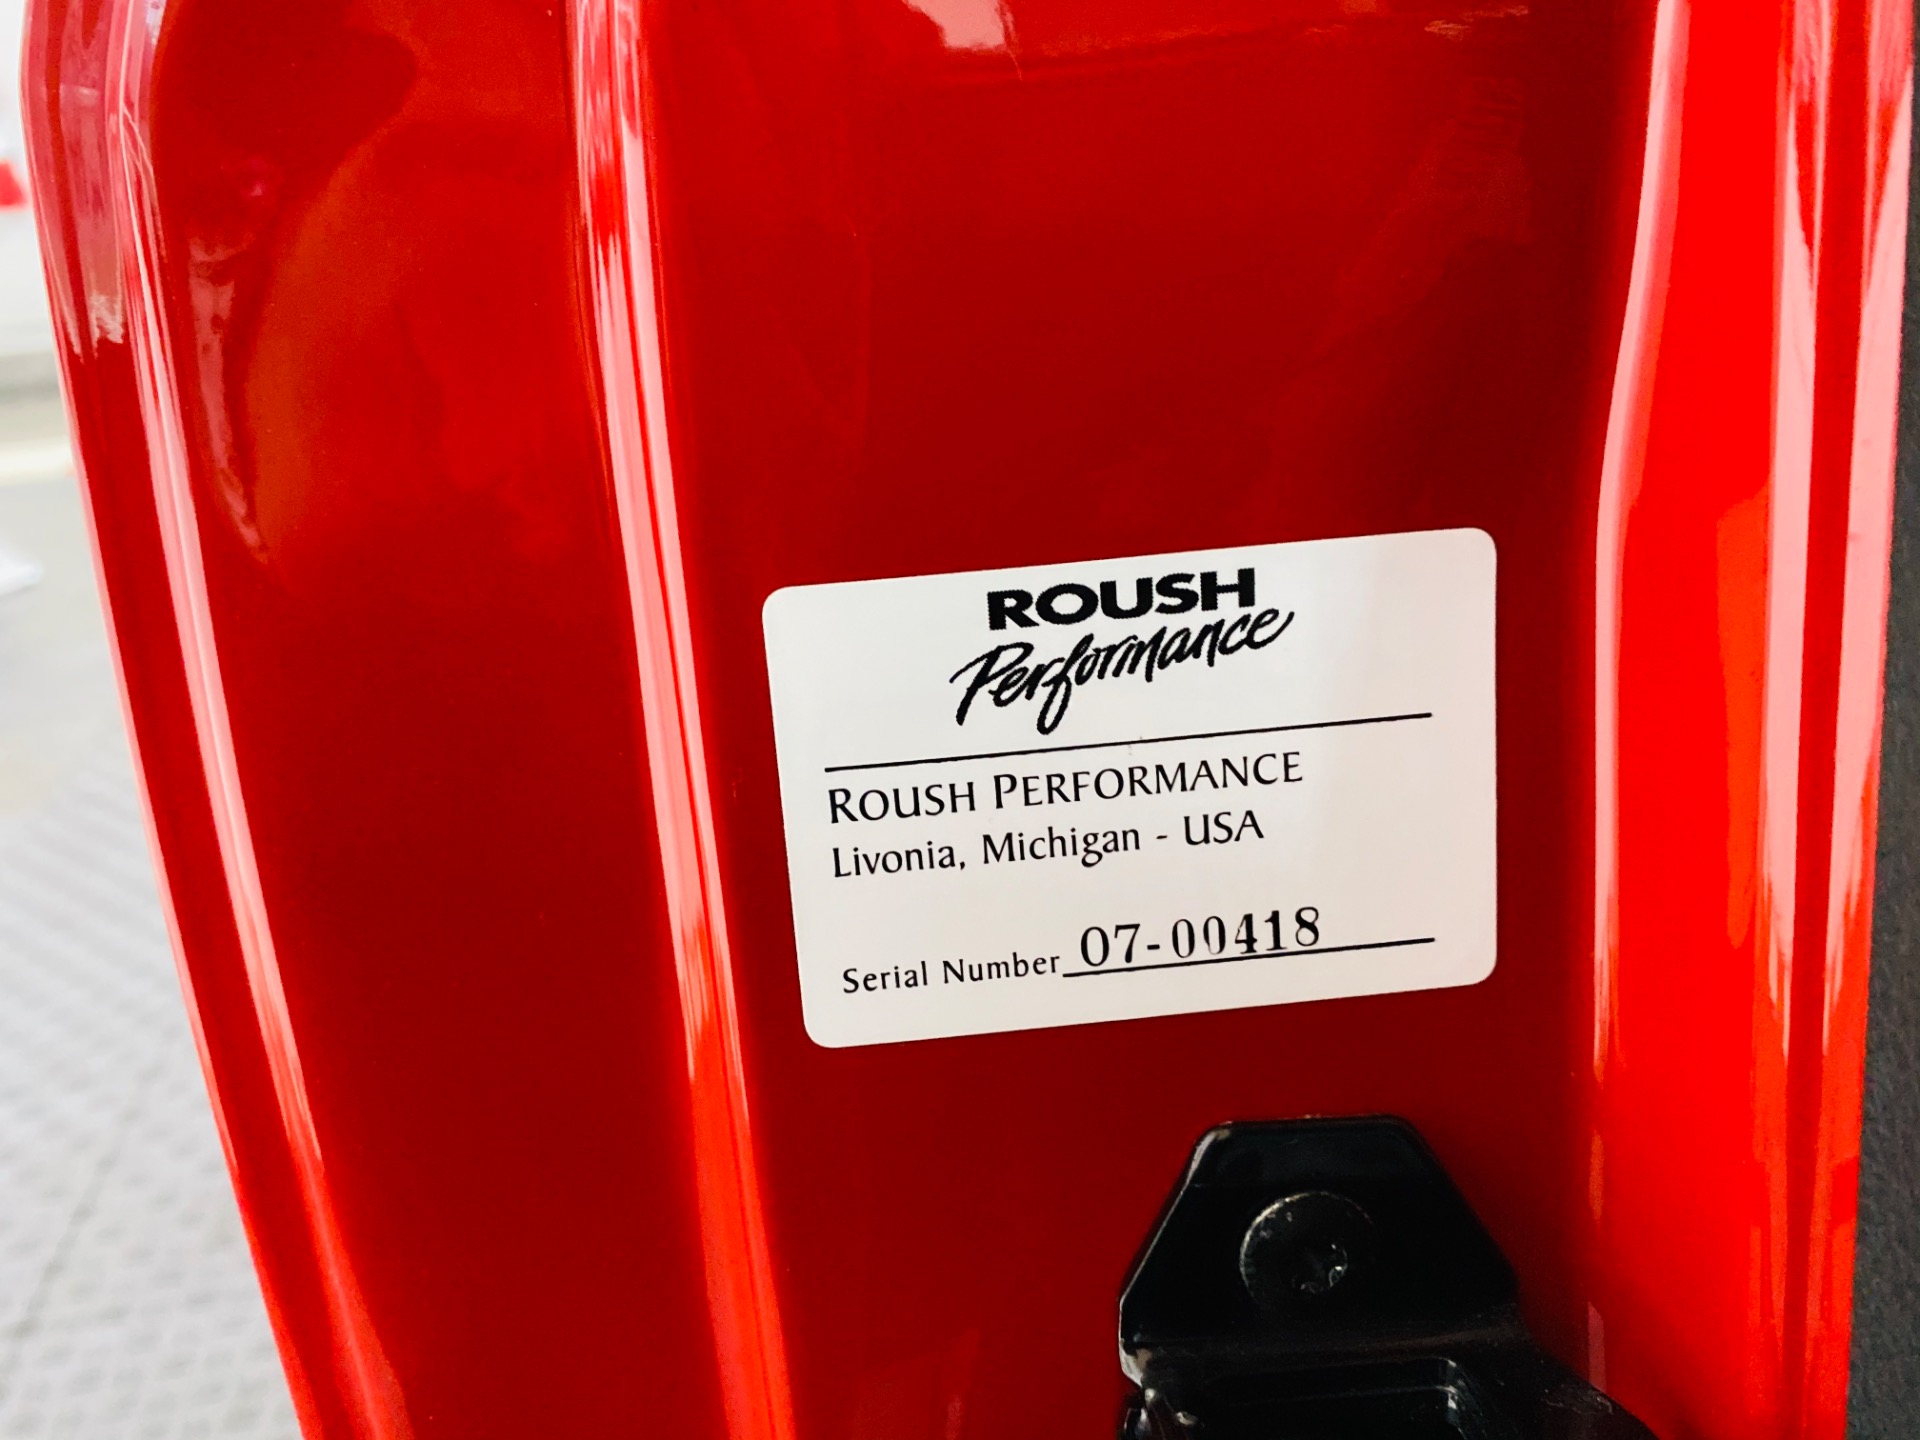 ROUSH
Performance
ROUSH PERFORMANCE
Livonia, Michigan - USA
Serial Number 07-00418